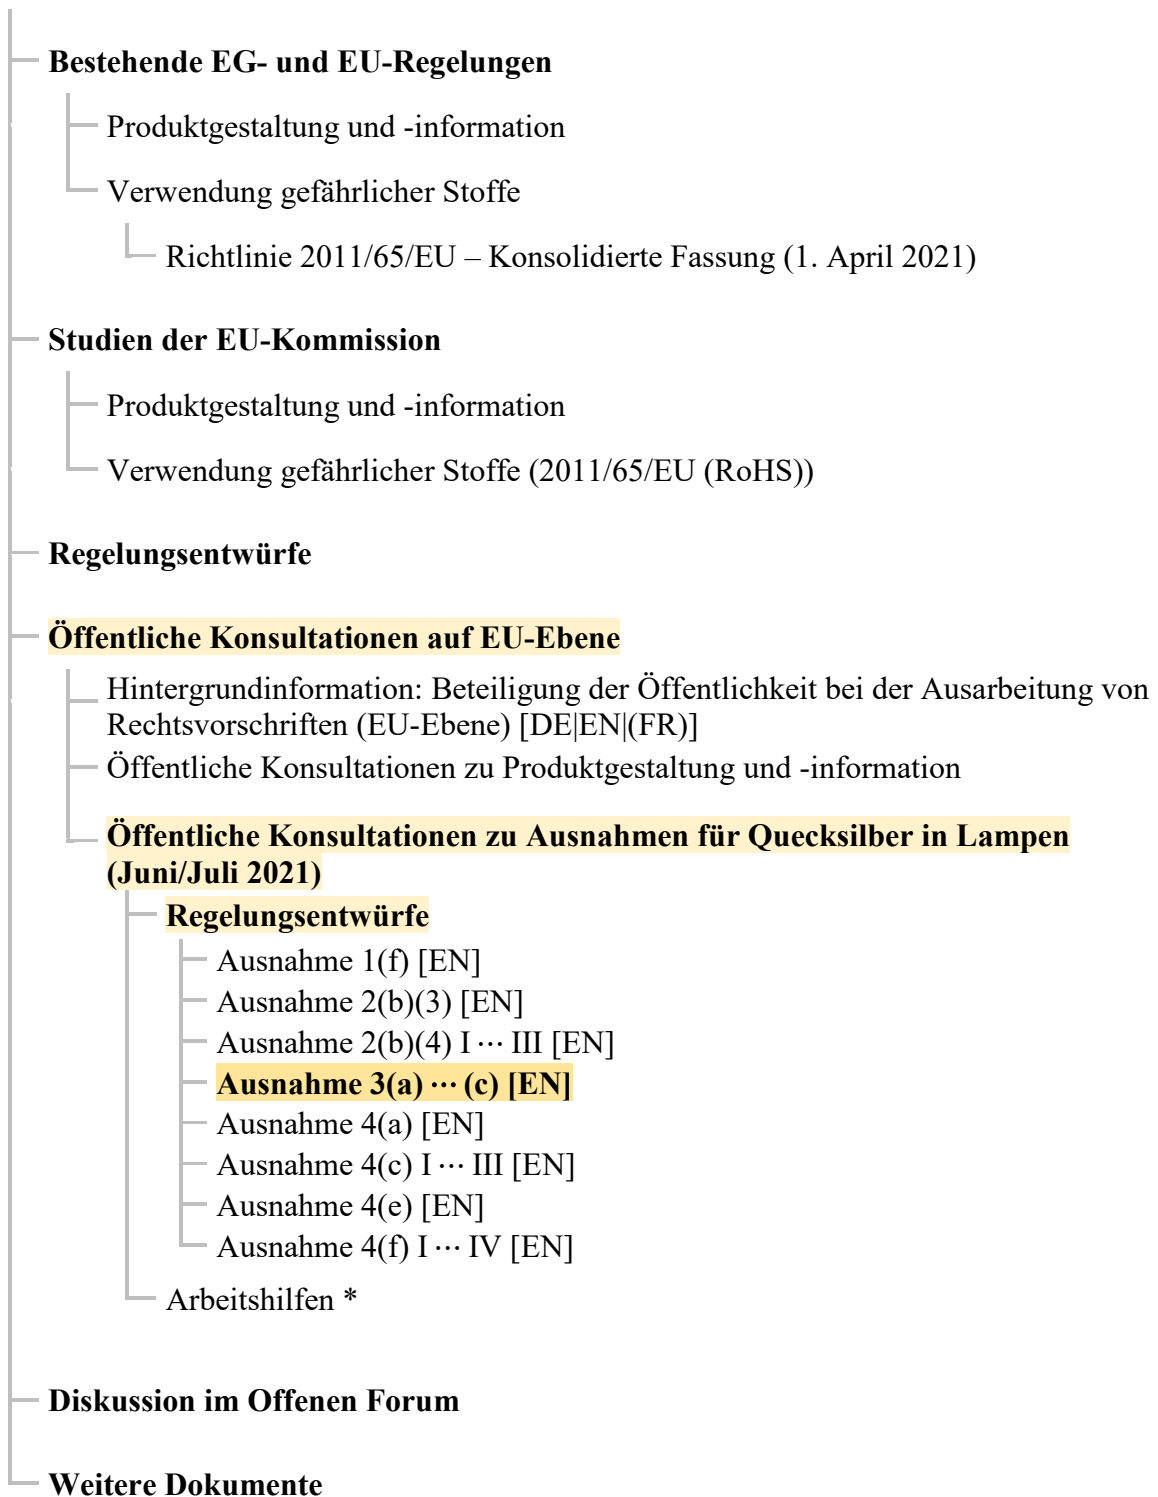 Bestehende EG- und EU-Regelungen
Produktgestaltung und -information
Verwendung gefährlicher Stoffe
Richtlinie 2011/65/EU – Konsolidierte Fassung (1. April 2021)
Studien der EU-Kommission
Produktgestaltung und -information
Verwendung gefährlicher Stoffe (2011/65/EU (RoHS))
Regelungsentwürfe
Öffentliche Konsultationen auf EU-Ebene
Hintergrundinformation: Beteiligung der Öffentlichkeit bei der Ausarbeitung von
Rechtsvorschriften (EU-Ebene) [DE|EN|(FR)]
Öffentliche Konsultationen zu Produktgestaltung und -information
Öffentliche Konsultationen zu Ausnahmen für Quecksilber in Lampen
(Juni/Juli 2021)
Regelungsentwürfe
Ausnahme 1(f) [EN]
Ausnahme 2(b)(3) [EN]
Ausnahme 2(b)(4) I ··· III [EN]
Ausnahme 3(a) ··· (c) [EN]
Ausnahme 4(a) [EN]
Ausnahme 4(c) I ··· III [EN]
Ausnahme 4(e) [EN]
Ausnahme 4(f) I ··· IV [EN]
Arbeitshilfen *
Diskussion im Offenen Forum
Weitere Dokumente